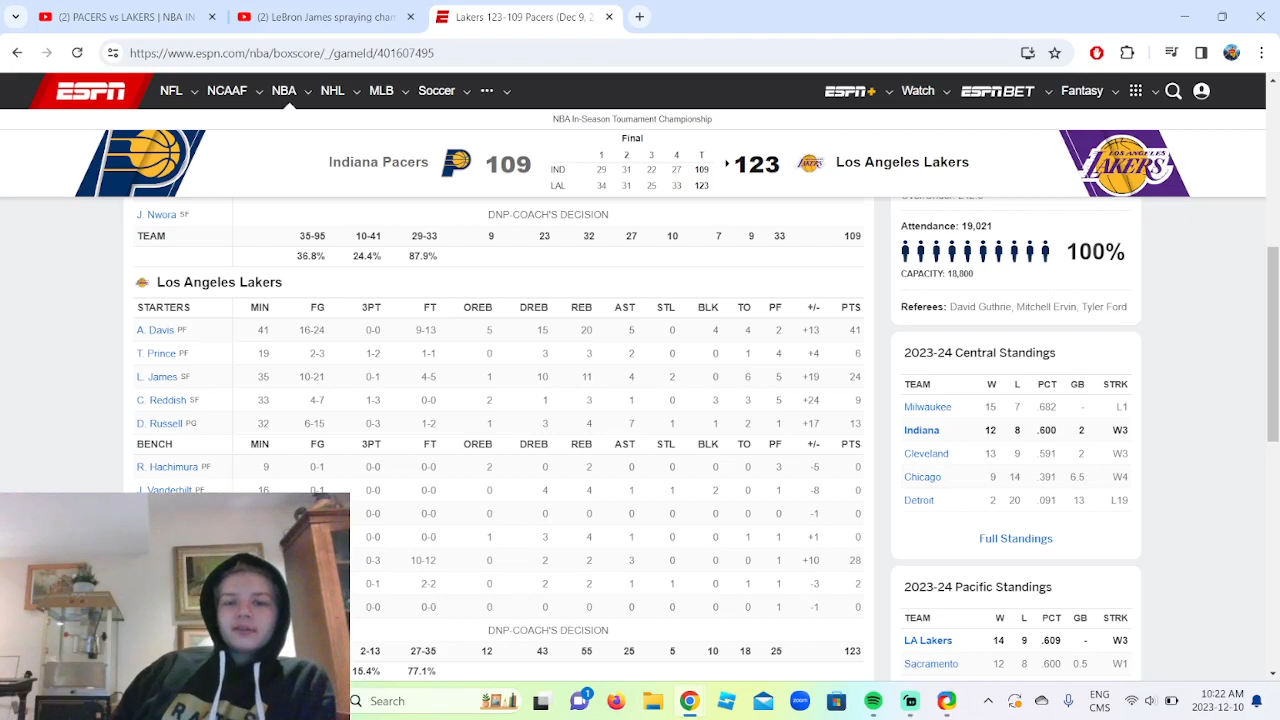 (2) PACERS vs LAKERS | F
(2) Lebron James springing char
Lakers 123-109 Pacers (Dec 9, 2
https://www.espn.com/nba/boxscore/_/gameId/401607495
ESPN NFL NCAAF NBA NHL MLB Soccer ESPN+ Watch ESPN BET Fantasy
NBA In-Season Tournament Championship
Final
Indiana Pacers 109 123 Los Angeles Lakers
1 2 3 4 T
IND 29 31 22 27 109
LAL 34 31 25 33 123
LOS ANGELES LAKERS
J. Nwora SF DNP-COACH'S DECISION
TEAM 35-95 10-41 29-33 9 23 32 27 10 7 9 33 109
36.8% 24.4% 87.9%
Los Angeles Lakers
STARTERS MIN FG 3PT FT OREB DREB REB AST STL BLK TO PF +/- PTS
A. Davis PF 41 16-24 0-0 9-13 5 15 20 5 0 4 4 2 +13 41
T. Prince PF 19 2-3 1-2 1-1 0 3 3 2 0 0 1 4 +4 6
L. James SF 35 10-21 0-1 4-5 1 10 11 4 2 0 6 5 +19 24
C. Reddish SF 33 4-7 1-3 0-0 2 1 3 1 0 3 3 5 +24 9
D. Russell PG 32 6-15 0-3 1-2 1 3 4 7 1 1 2 1 +17 13
BENCH MIN FG 3PT FT OREB DREB REB AST STL BLK TO PF +/- PTS
R. Hachimura PF 9 0-1 0-0 0-0 2 0 2 0 0 0 0 3 -5 0
J. Vanderbilt PF 16 0-1 0-0 0-0 0 4 4 1 1 2 0 1 -8 0
0-0 0-0 0 0 0 0 0 0 0 0 -1 0
0-0 0-0 1 3 4 1 0 0 1 1 +1 0
0-3 10-12 0 2 2 3 0 0 0 1 +10 28
0-1 2-2 0 2 2 1 1 0 1 1 -3 2
0-0 0-0 0 0 0 0 0 0 0 1 -1 0
DNP-COACH'S DECISION
2-13 27-35 12 43 55 25 5 10 18 25 123
15.4% 77.1%
Attendance: 19,021
100%
CAPACITY: 18,800
Referees: David Guthrie, Mitchell Ervin, Tyler Ford
2023-24 Central Standings
TEAM W L PCT GB STRK
Milwaukee 15 7 .682 - L1
Indiana 12 8 .600 2 W3
Cleveland 13 9 .591 2 W3
Chicago 9 14 .391 6.5 W4
Detroit 2 20 .091 13 L19
Full Standings
2023-24 Pacific Standings
TEAM W L PCT GB STRK
LA Lakers 14 9 .609 - W3
Sacramento 12 8 .600 0.5 W1
Search
1
zoom
ENG
CMS
10:22 AM
2023-12-10